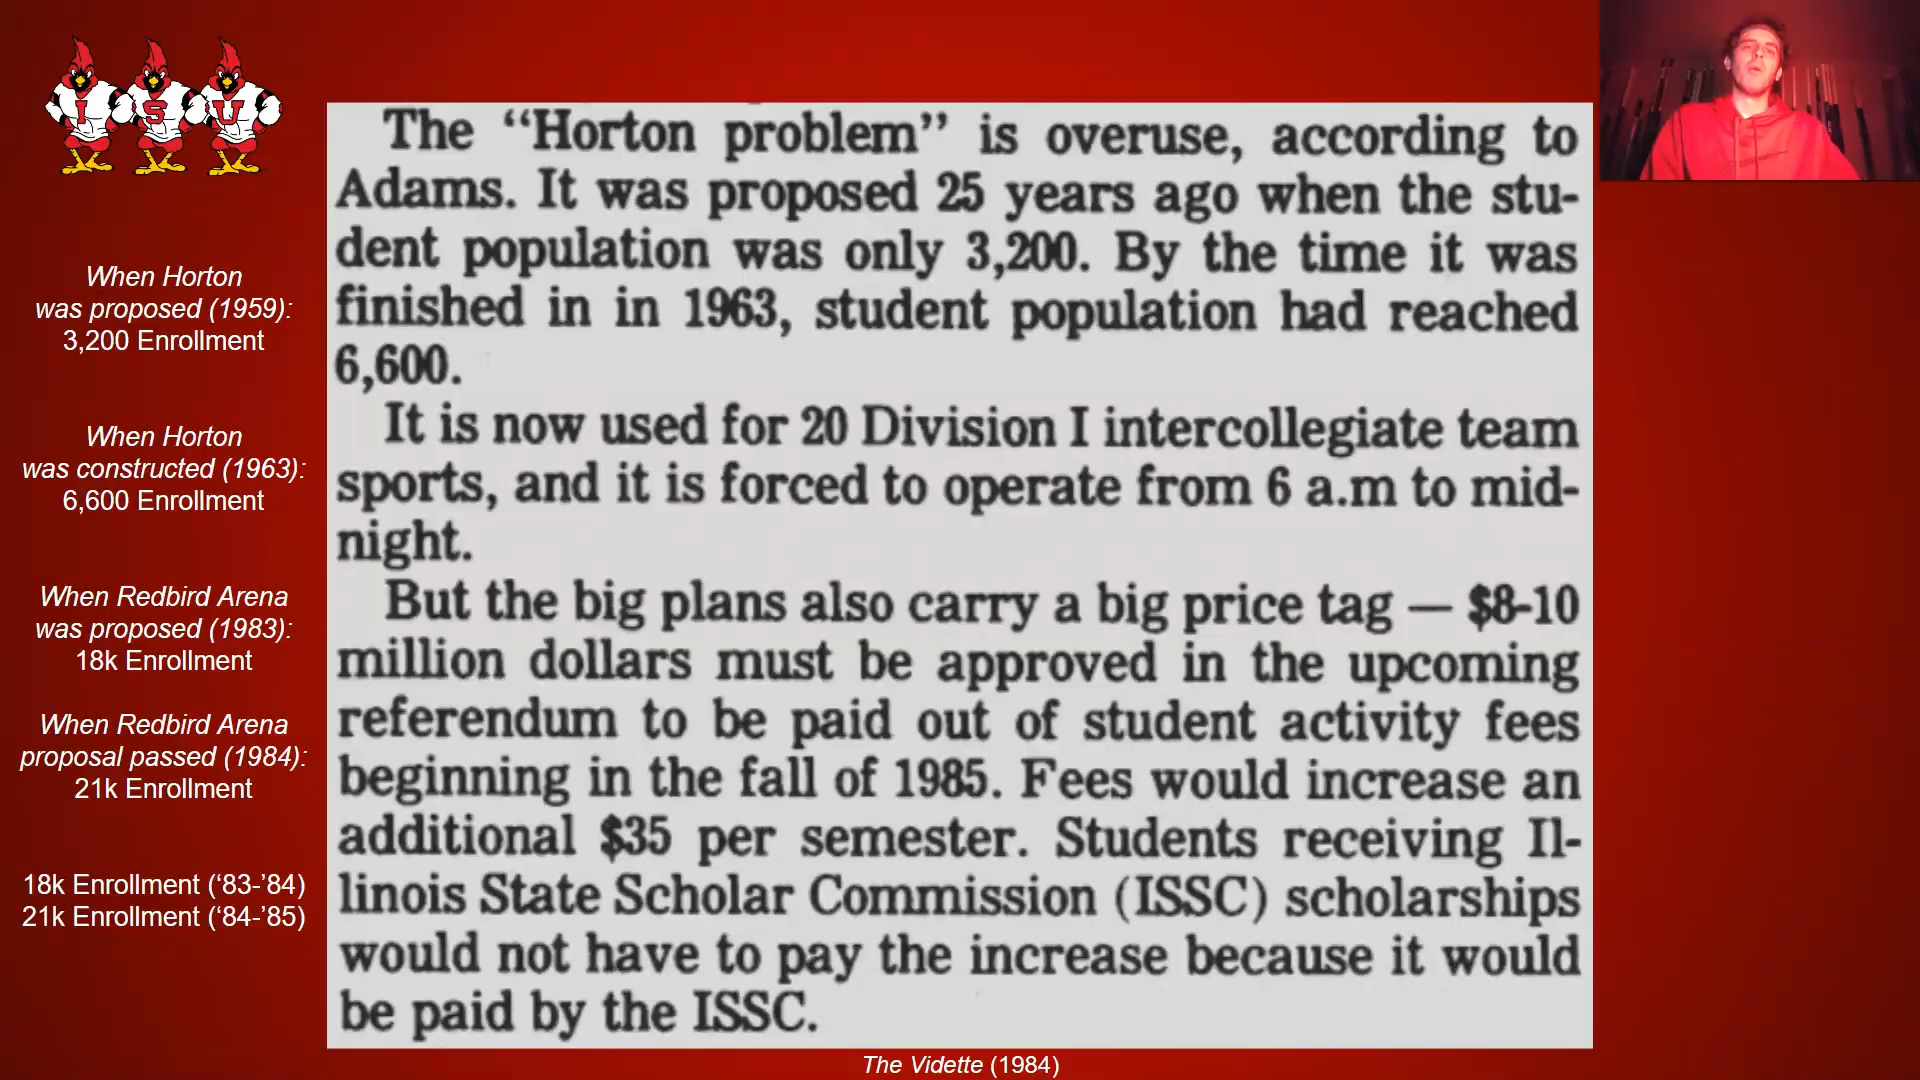 I S U
When Horton
was proposed (1959):
3,200 Enrollment
When Horton
was constructed (1963):
6,600 Enrollment
When Redbird Arena
was proposed (1983):
18k Enrollment
When Redbird Arena
proposal passed (1984):
21k Enrollment
18k Enrollment (‘83-’84)
21k Enrollment (‘84-’85)
The “Horton problem” is overuse, according to
Adams. It was proposed 25 years ago when the stu-
dent population was only 3,200. By the time it was
finished in in 1963, student population had reached
6,600.
It is now used for 20 Division I intercollegiate team
sports, and it is forced to operate from 6 a.m to mid-
night.
But the big plans also carry a big price tag — $8-10
million dollars must be approved in the upcoming
referendum to be paid out of student activity fees
beginning in the fall of 1985. Fees would increase an
additional $35 per semester. Students receiving Il-
linois State Scholar Commission (ISSC) scholarships
would not have to pay the increase because it would
be paid by the ISSC.
The Vidette (1984)